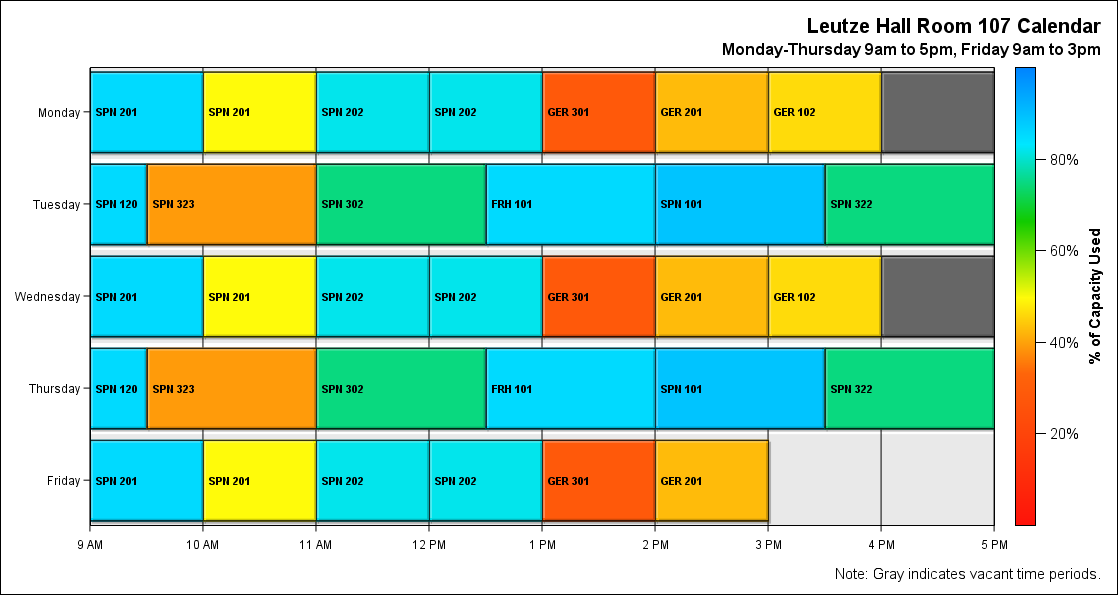 Leutze Hall Room 107 Calendar
Monday-Thursday 9am to 5pm, Friday 9am to 3pm
Monday SPN 201 SPN 201 SPN 202 SPN 202 GER 301 GER 201 GER 102
Tuesday SPN 120 SPN 323 SPN 302 FRH 101 SPN 101 SPN 322
Wednesday SPN 201 SPN 201 SPN 202 SPN 202 GER 301 GER 201 GER 102
Thursday SPN 120 SPN 323 SPN 302 FRH 101 SPN 101 SPN 322
Friday SPN 201 SPN 201 SPN 202 SPN 202 GER 301 GER 201
9 AM 10 AM 11 AM 12 PM 1 PM 2 PM 3 PM 4 PM 5 PM
80%
60%
40%
20%
% of Capacity Used
Note: Gray indicates vacant time periods.